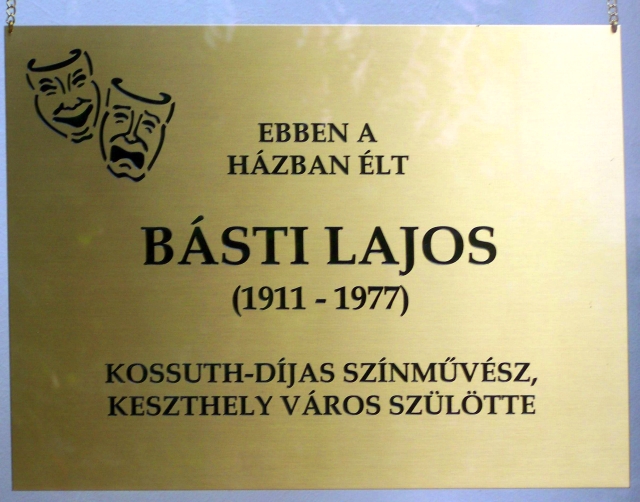 EBBEN A
HÁZBAN ÉLT
BÁSTI LAJOS
(1911 - 1977)
KOSSUTH-DÍJAS SZÍNMŰVÉSZ,
KESZTHELY VÁROS SZÜLÖTTE